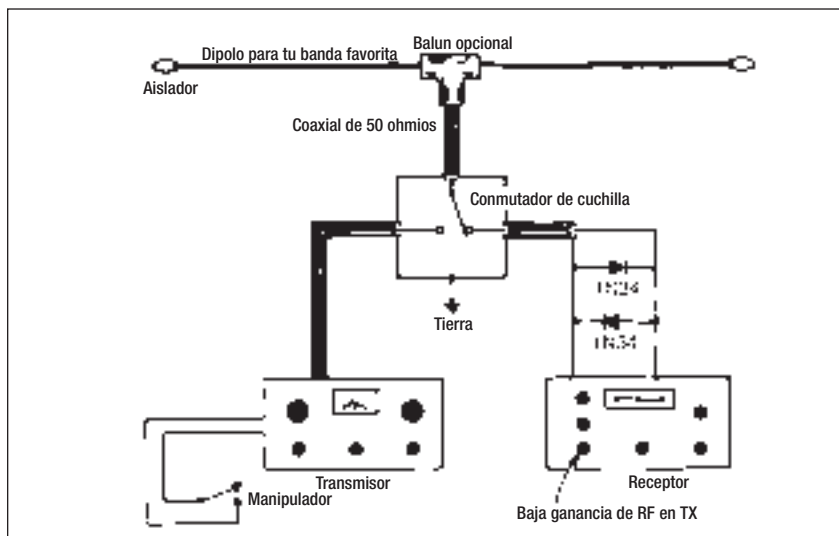 Dipolo para tu banda favorita
Balun opcional
Aislador
Coaxial de 50 ohmios
Conmutador de cuchilla
Tierra
Transmisor
Manipulador
Receptor
Baja ganancia de RF en TX